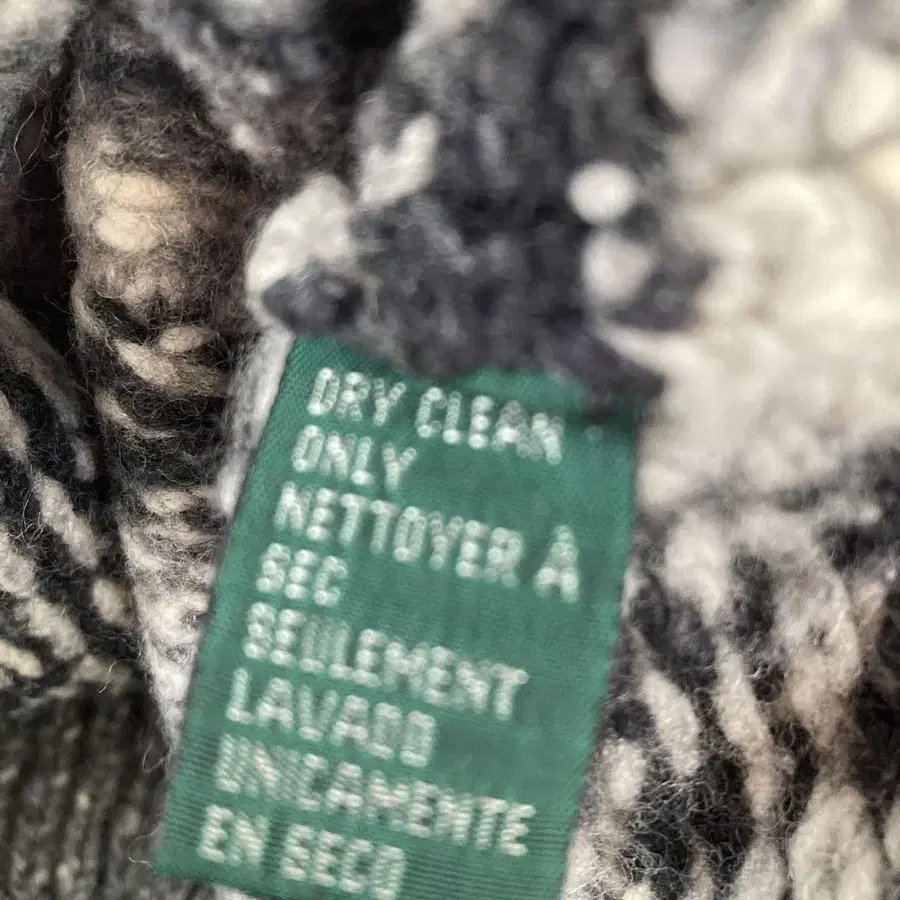 DRY CLEAN
ONLY
NETTOYER À
SEC
SEULEMENT
LAVADO
UNICAMENTE
EN SECO